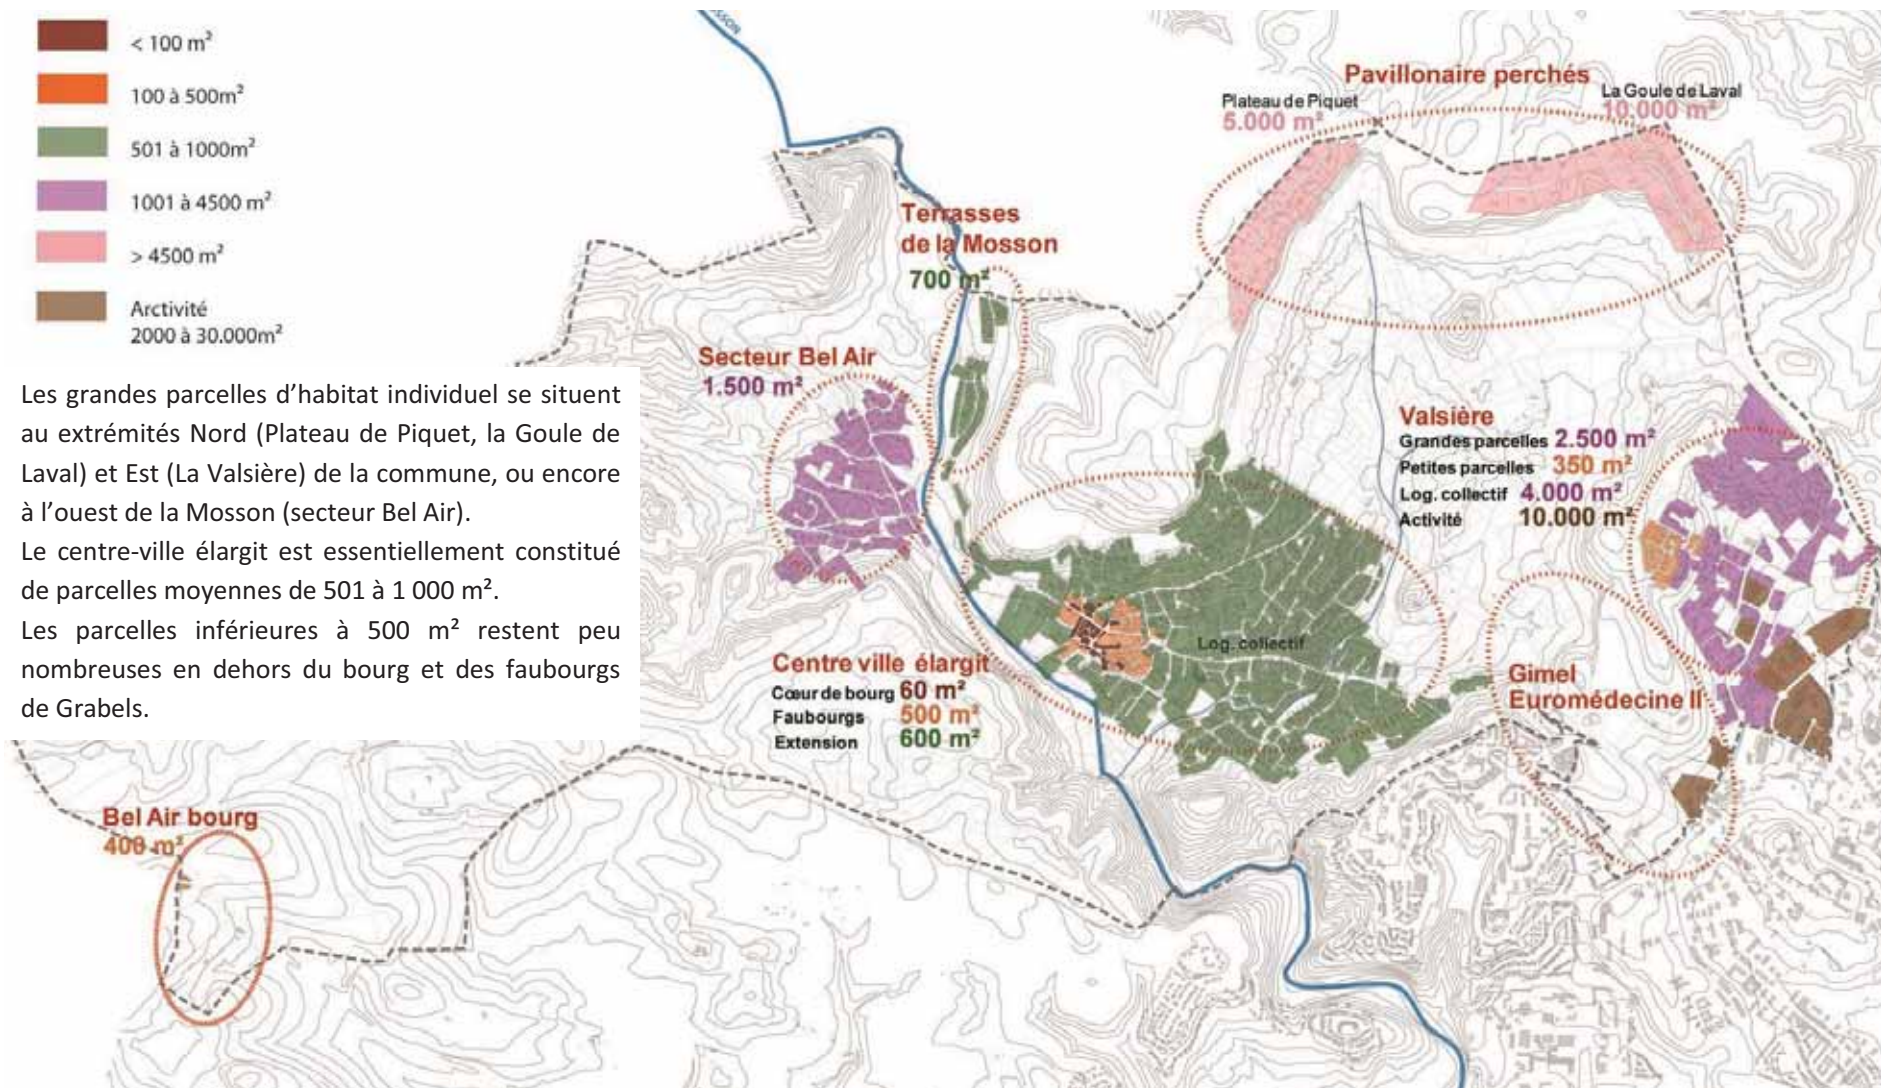 < 100 m²
100 à 500m²
501 à 1000m²
1001 à 4500 m²
> 4500 m²
Arctivité
2000 à 30.000m²
SSON
Pavillonaire perchés
Plateau de Piquet
5.000 m²
La Goule de Laval
10.000 m²
Terrasses
de la Mosson
700 m²
Secteur Bel Air
1.500 m²
Les grandes parcelles d’habitat individuel se situent
au extrémités Nord (Plateau de Piquet, la Goule de
Laval) et Est (La Valsière) de la commune, ou encore
à l’ouest de la Mosson (secteur Bel Air).
Le centre-ville élargit est essentiellement constitué
de parcelles moyennes de 501 à 1 000 m².
Les parcelles inférieures à 500 m² restent peu
nombreuses en dehors du bourg et des faubourgs
de Grabels.
Valsière
Grandes parcelles 2.500 m²
Petites parcelles 350 m²
Log. collectif 4.000 m²
Activité 10.000 m²
Log. collectif
Centre ville élargit
Cœur de bourg 60 m²
Faubourgs 500 m²
Extension 600 m²
Gimel
Euromédecine II
Bel Air bourg
400 m²